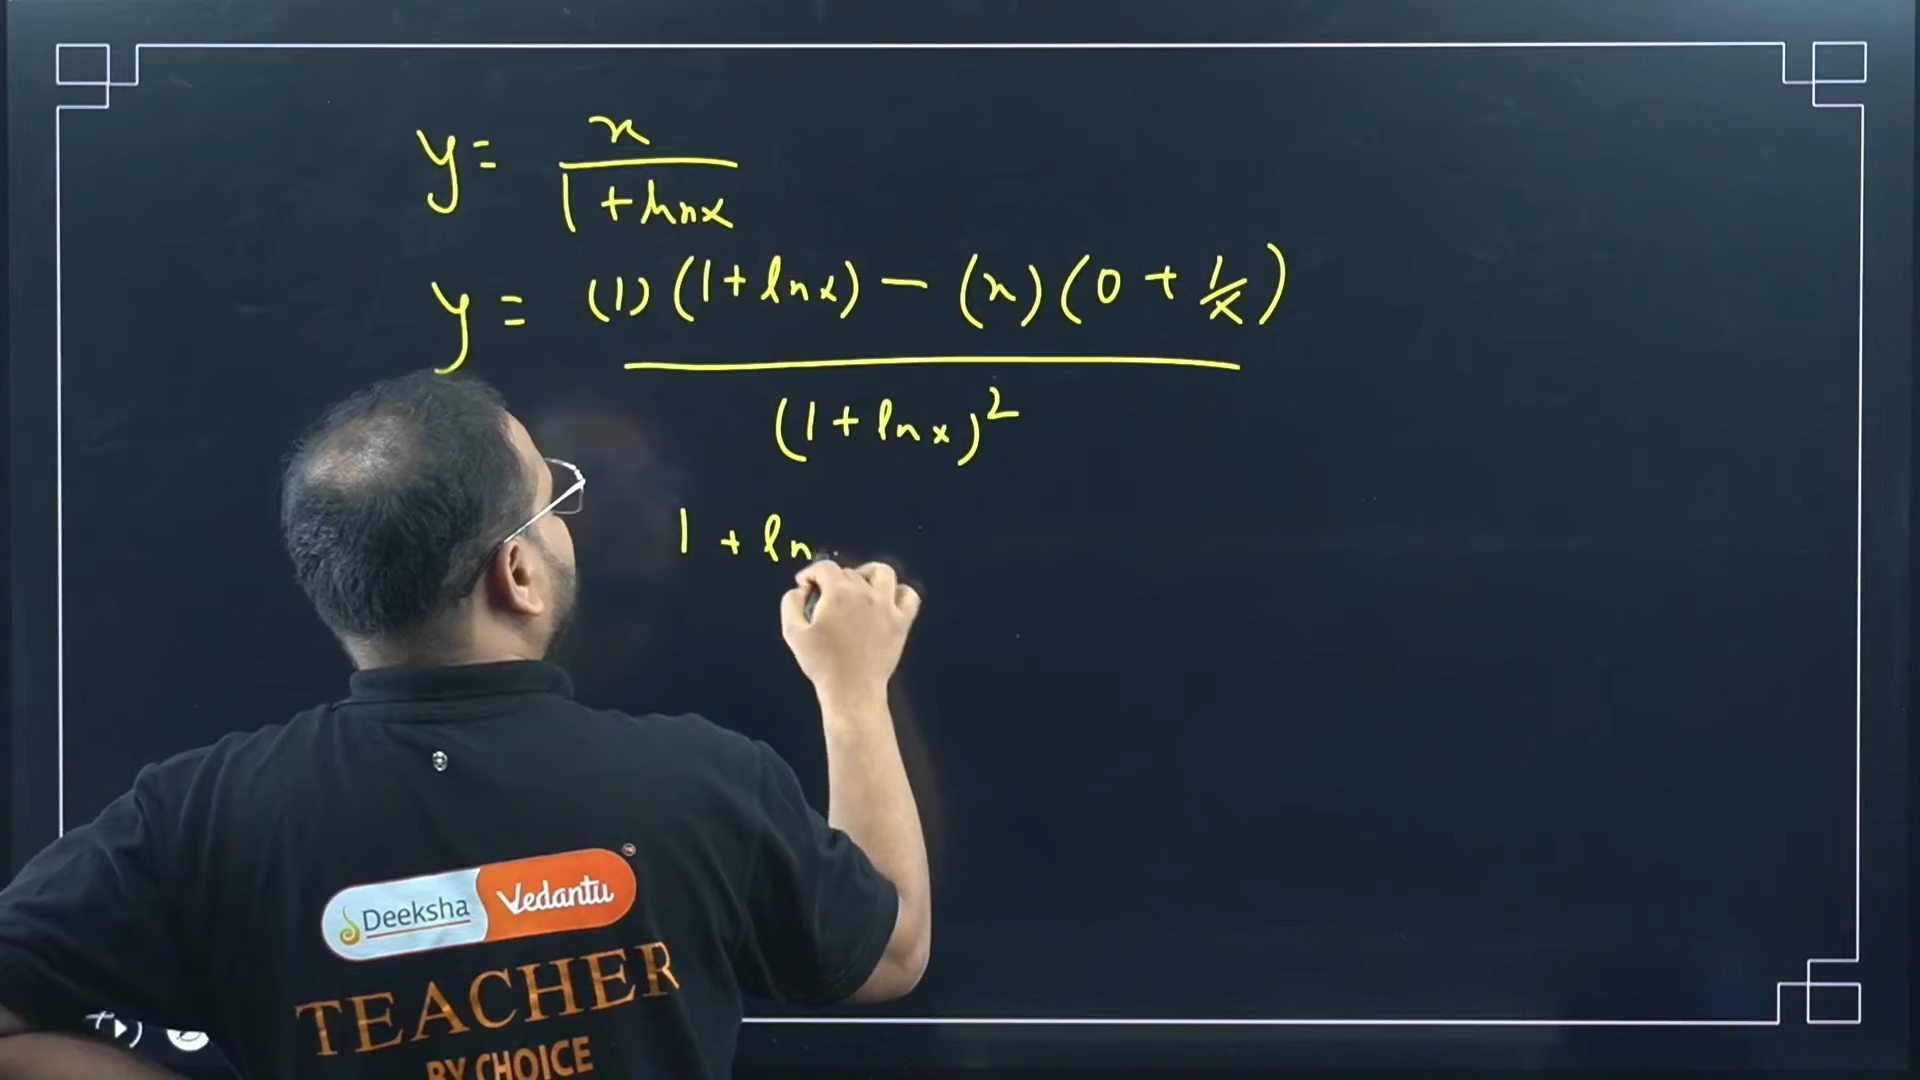 y = x
1 + lnx
y = (1) (1 + lnx) - (x) (0 + 1/x)
(1 + lnx)²
1 + ln
Deeksha Vedantu
TEACHER
BY CHOICE